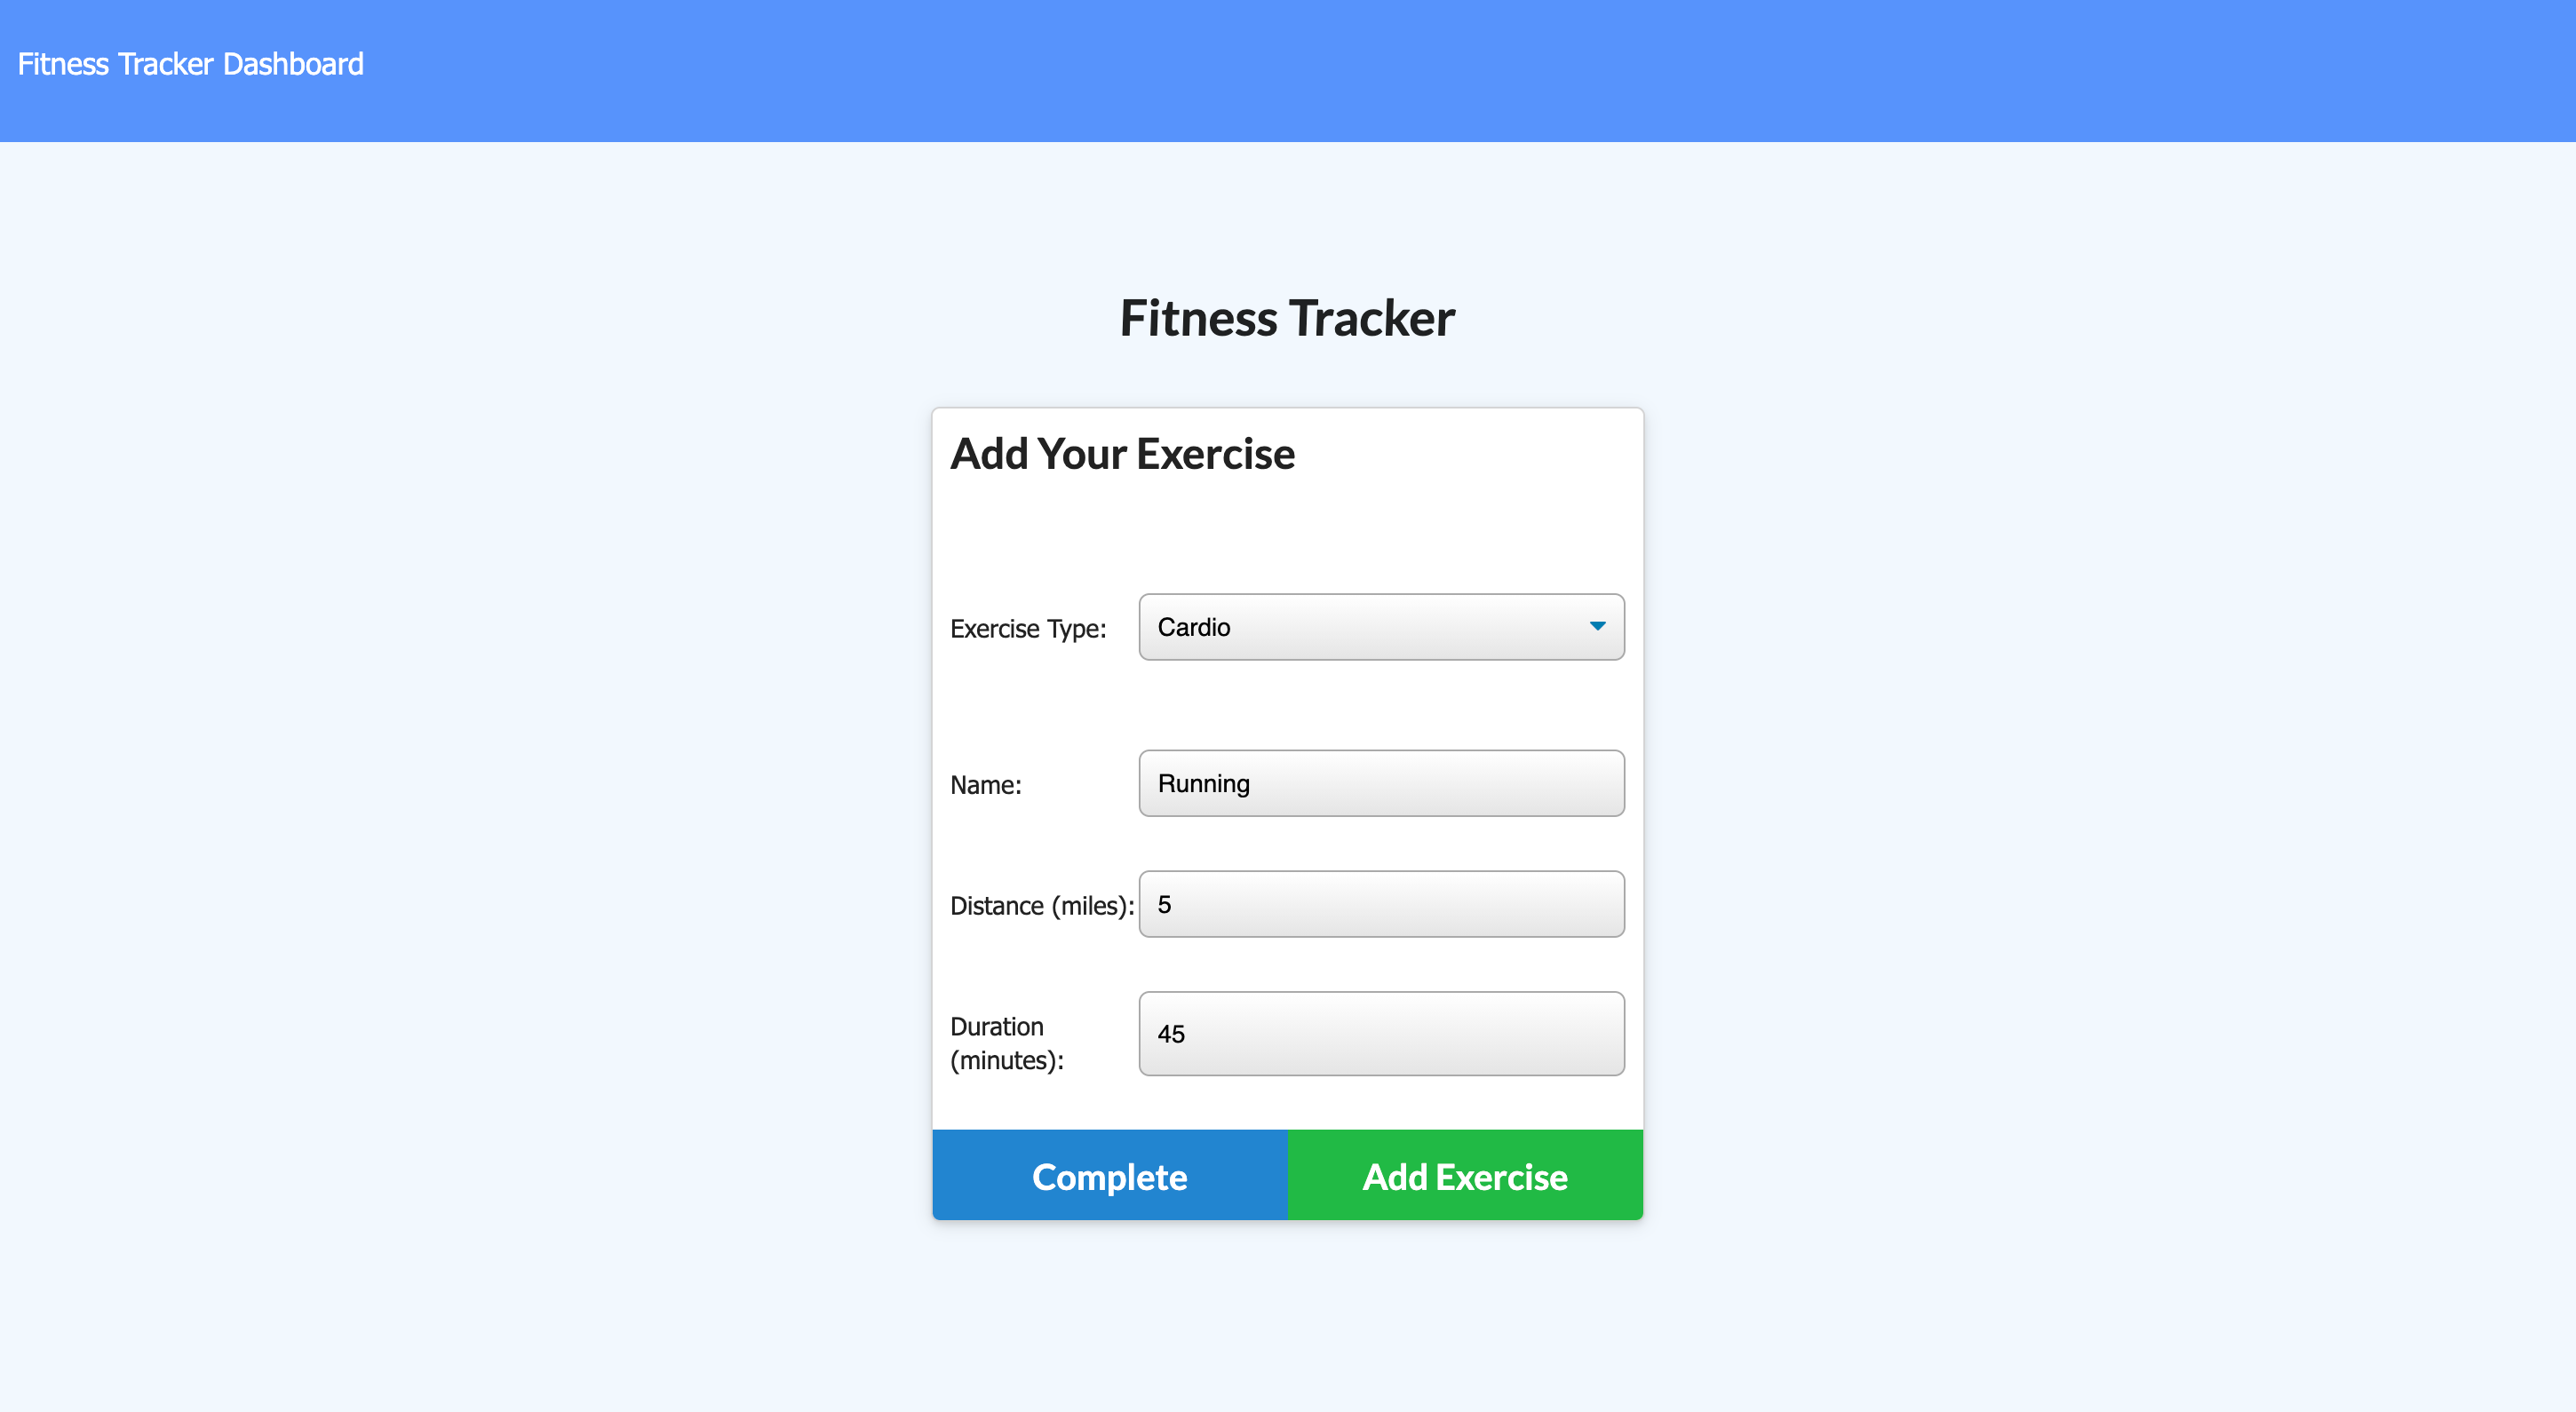 Fitness Tracker Dashboard
Fitness Tracker
Add Your Exercise
Exercise Type: Cardio
Name: Running
Distance (miles): 5
Duration
(minutes): 45
Complete Add Exercise